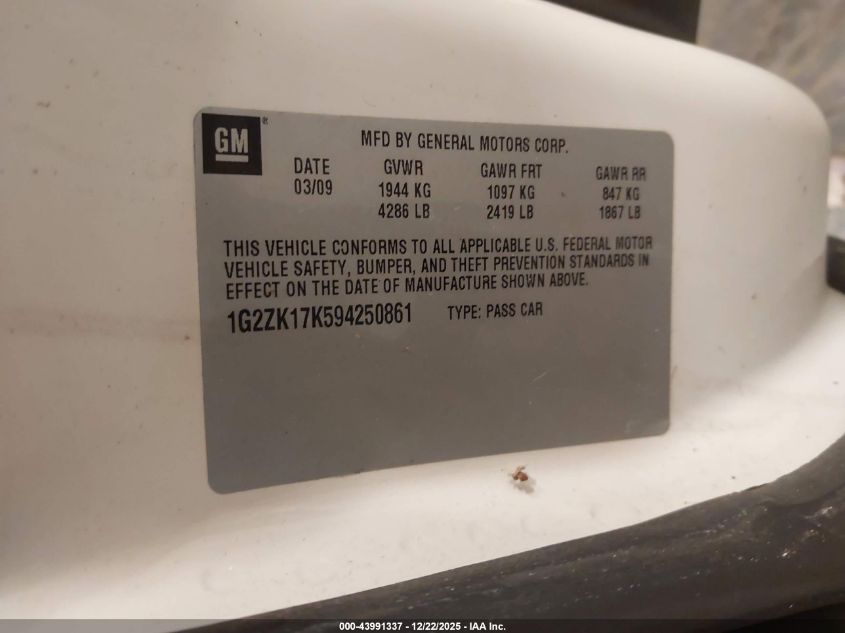 GM ®
MFD BY GENERAL MOTORS CORP.
DATE GVWR GAWR FRT GAWR RR
03/09 1944 KG 1097 KG 847 KG
4286 LB 2419 LB 1867 LB
THIS VEHICLE CONFORMS TO ALL APPLICABLE U.S. FEDERAL MOTOR
VEHICLE SAFETY, BUMPER, AND THEFT PREVENTION STANDARDS IN
EFFECT ON THE DATE OF MANUFACTURE SHOWN ABOVE.
1G2ZK17K594250861 TYPE: PASS CAR
000-43991337 - 12/22/2025 - IAA Inc.